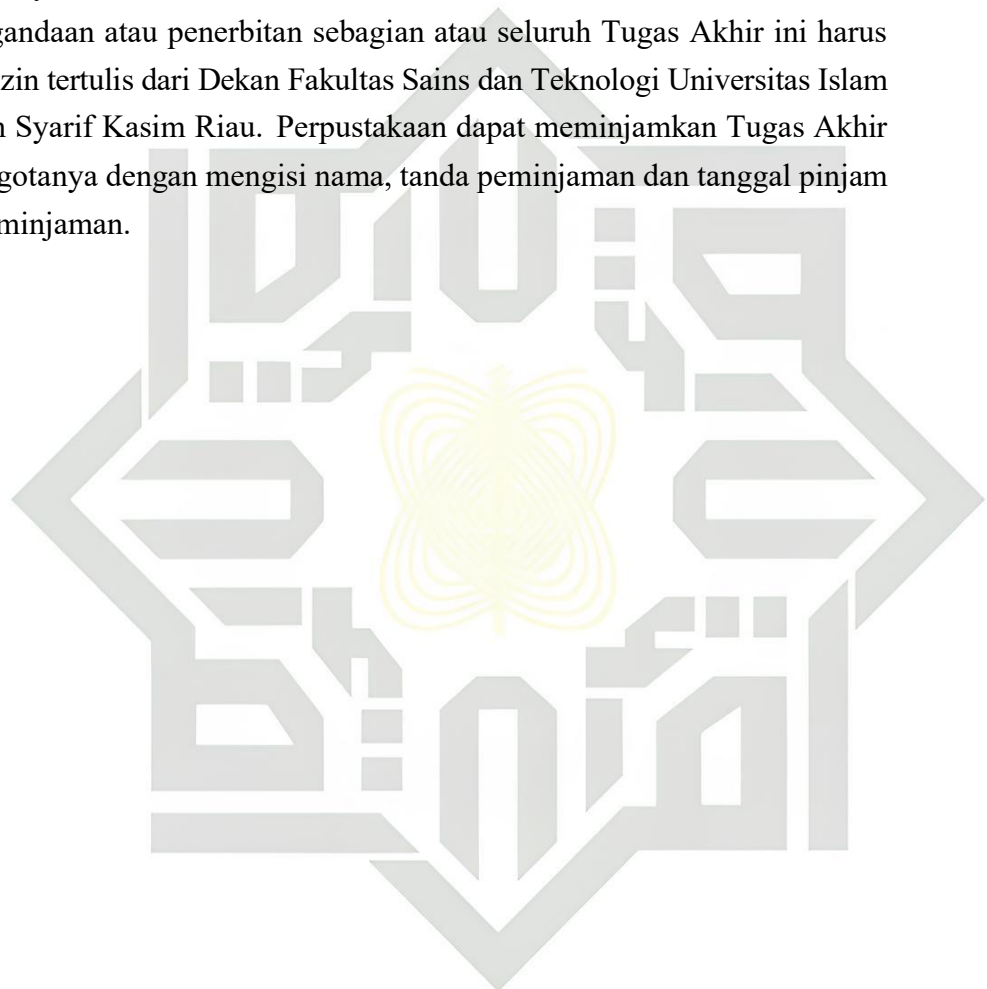 gandaan atau penerbitan sebagian atau seluruh Tugas Akhir ini harus
zin tertulis dari Dekan Fakultas Sains dan Teknologi Universitas Islam
Syarif Kasim Riau. Perpustakaan dapat meminjamkan Tugas Akhir
gotanya dengan mengisi nama, tanda peminjaman dan tanggal pinjam
minjaman.